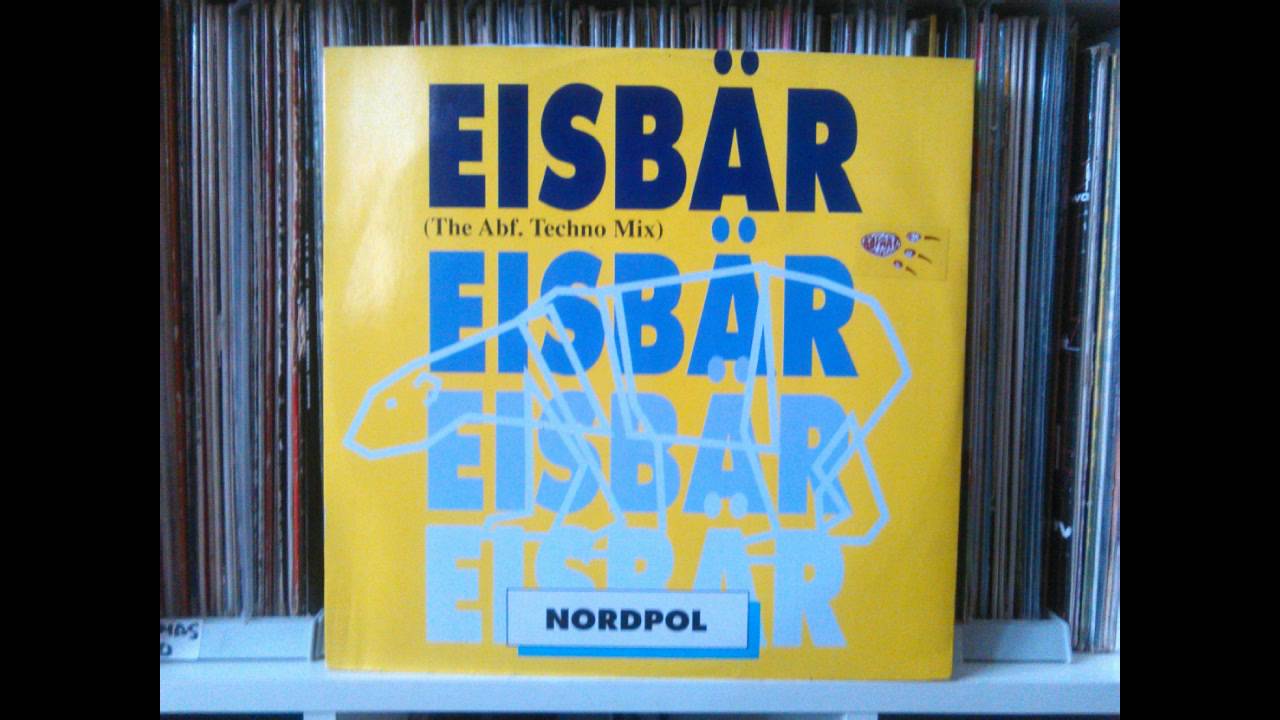 EISBÄR
(The Abf. Techno Mix)
EISBÄR
EISBÄR
EISBÄR
NORDPOL